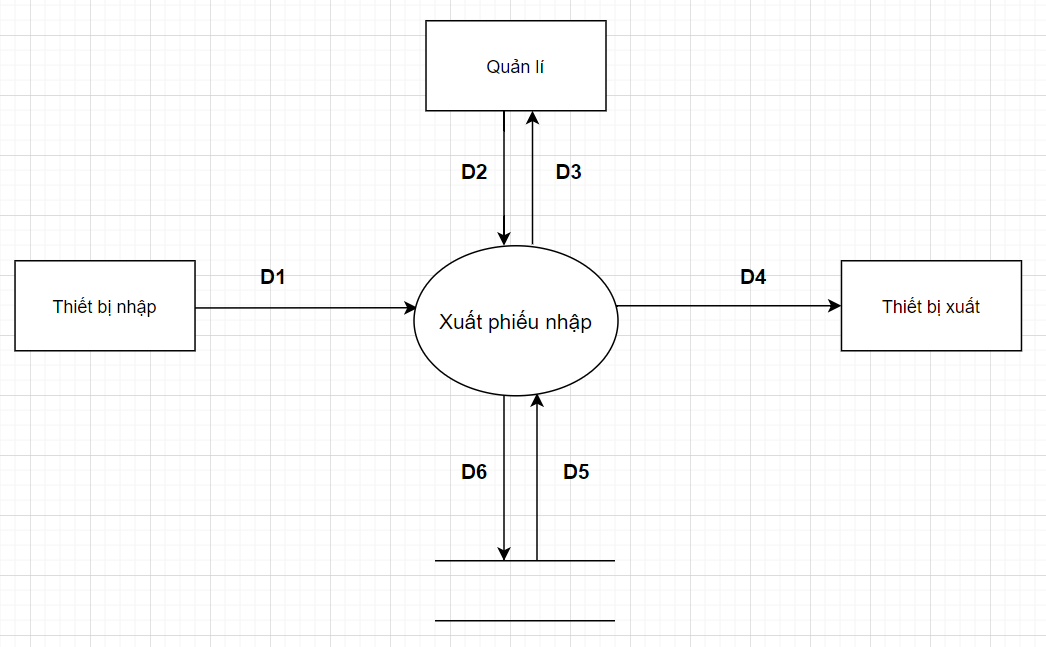 Quản lí
D2
D3
D1
D4
Thiết bị nhập
Xuất phiếu nhập
Thiết bị xuất
D6
D5